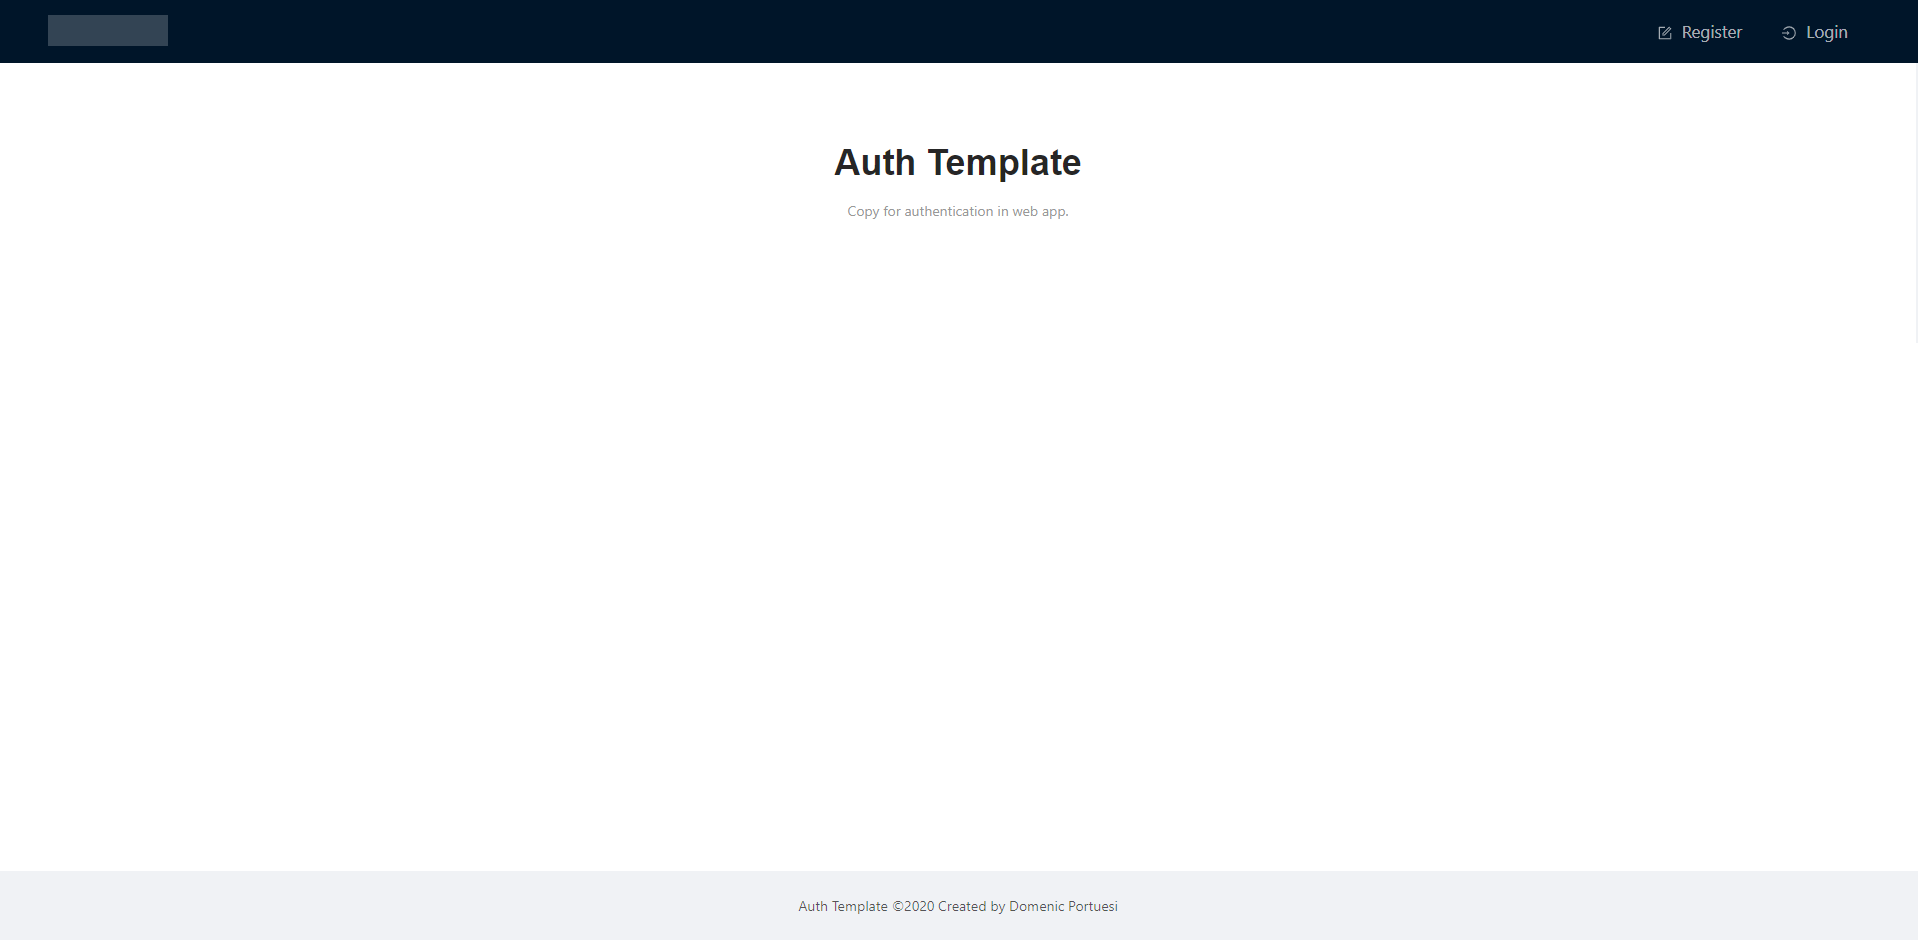 Register
Login
Auth Template
Copy for authentication in web app.
Auth Template ©2020 Created by Domenic Portuesi